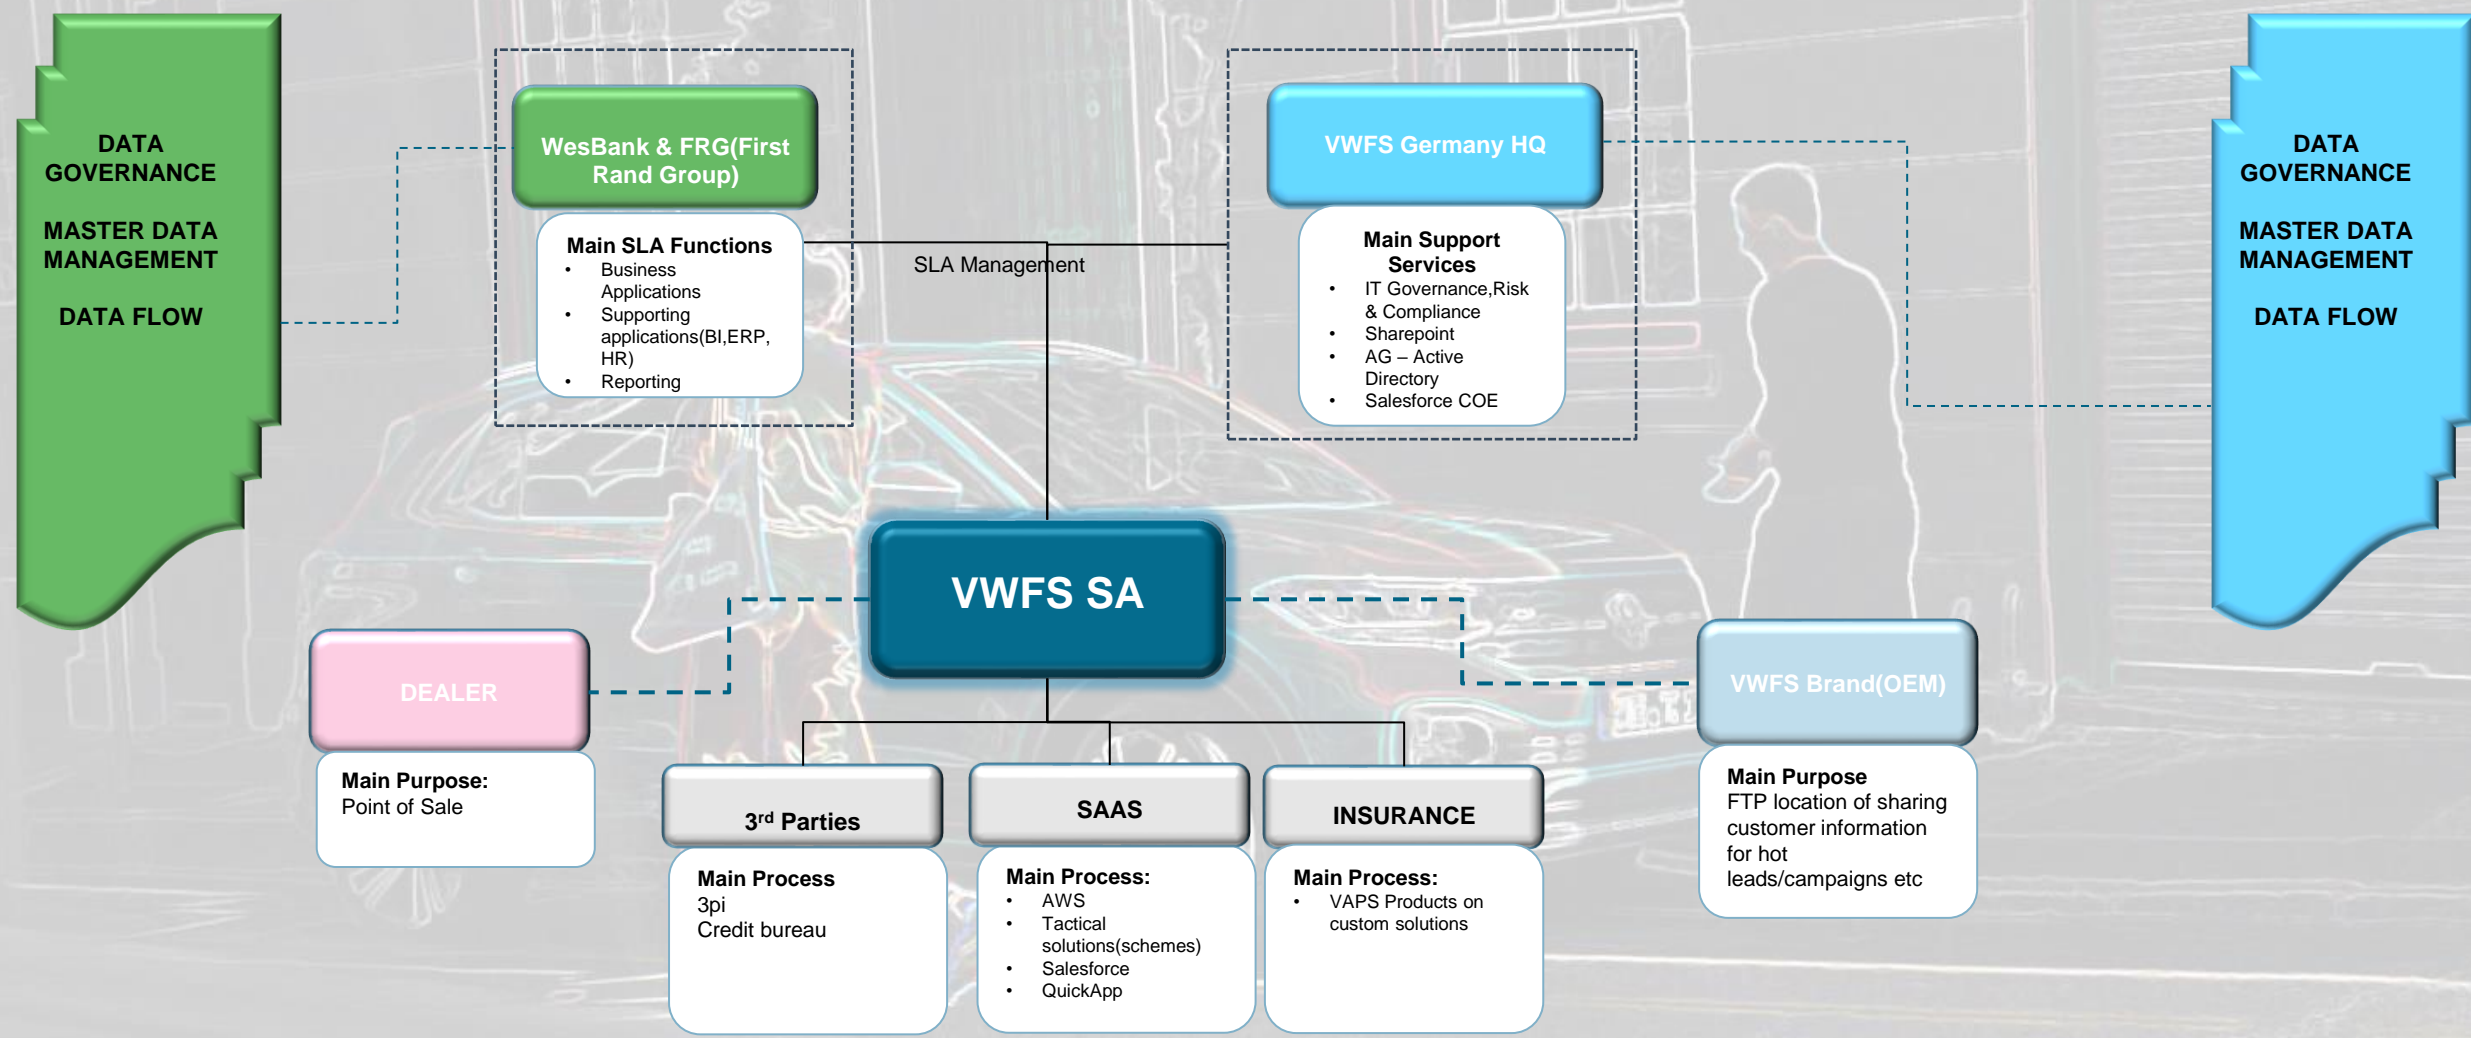 DATA
GOVERNANCE
MASTER DATA
MANAGEMENT
DATA FLOW
WesBank & FRG(First
Rand Group)
Main SLA Functions
• Business
Applications
• Supporting
applications(BI,ERP,
HR)
• Reporting
SLA Management
VWFS Germany HQ
Main Support
Services
• IT Governance,Risk
& Compliance
• Sharepoint
• AG – Active
Directory
• Salesforce COE
DATA
GOVERNANCE
MASTER DATA
MANAGEMENT
DATA FLOW
VWFS SA
DEALER
Main Purpose:
Point of Sale
3rd Parties
Main Process
3pi
Credit bureau
SAAS
Main Process:
• AWS
• Tactical
solutions(schemes)
• Salesforce
• QuickApp
INSURANCE
Main Process:
• VAPS Products on
custom solutions
VWFS Brand(OEM)
Main Purpose
FTP location of sharing
customer information
for hot
leads/campaigns etc